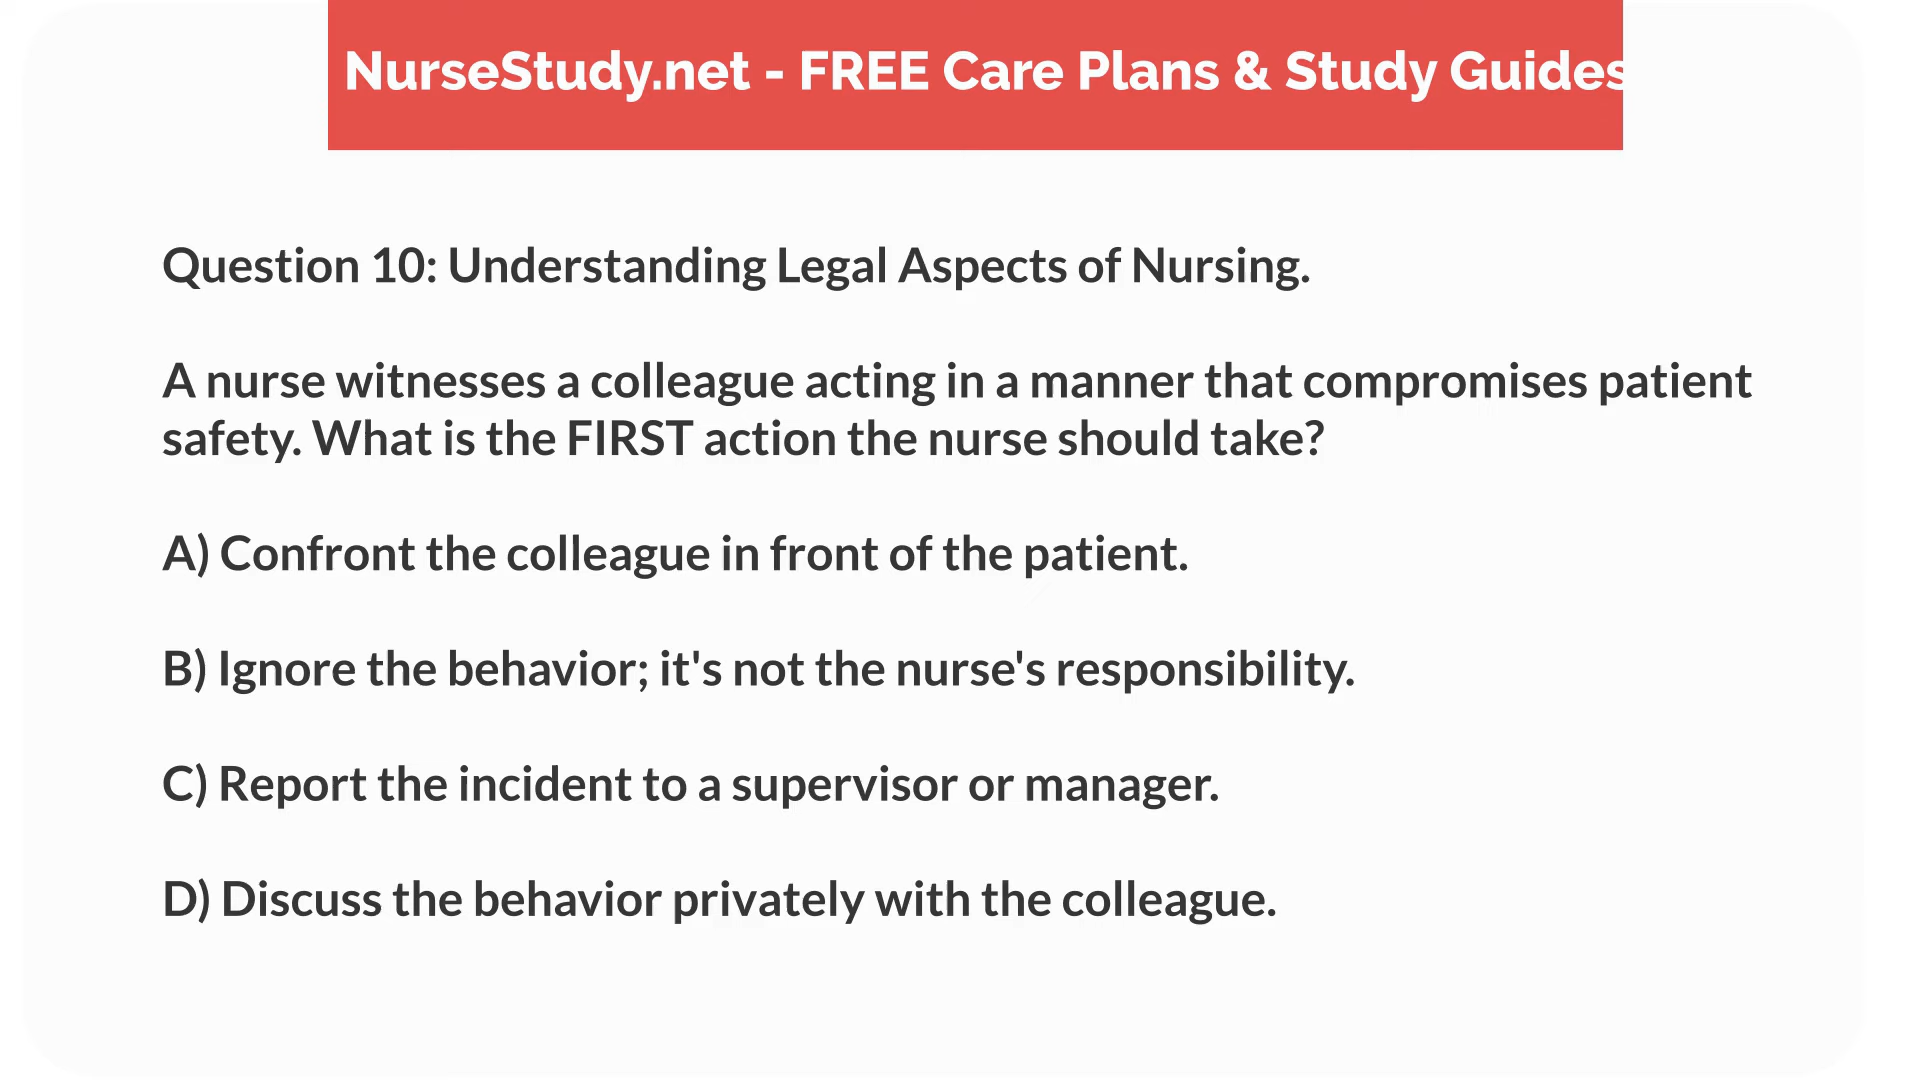 NurseStudy.net - FREE Care Plans & Study Guides
Question 10: Understanding Legal Aspects of Nursing.
A nurse witnesses a colleague acting in a manner that compromises patient
safety. What is the FIRST action the nurse should take?
A) Confront the colleague in front of the patient.
B) Ignore the behavior; it's not the nurse's responsibility.
C) Report the incident to a supervisor or manager.
D) Discuss the behavior privately with the colleague.